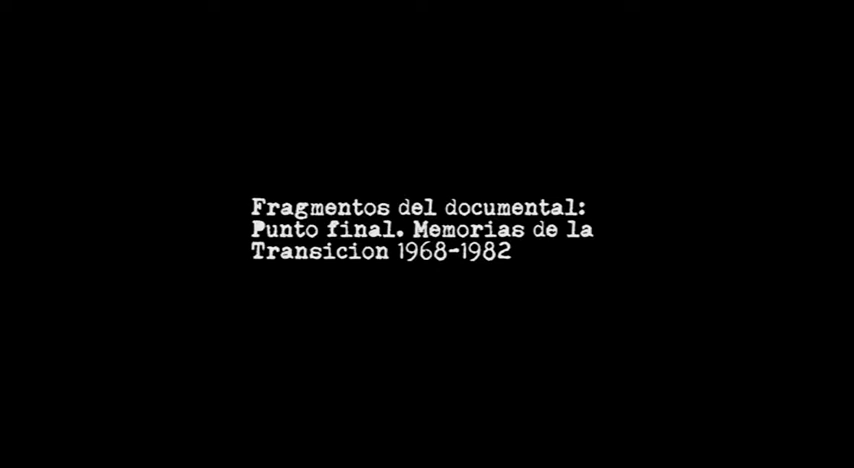 Fragmentos del documental:
Punto final. Memorias de la
Transicion 1968-1982